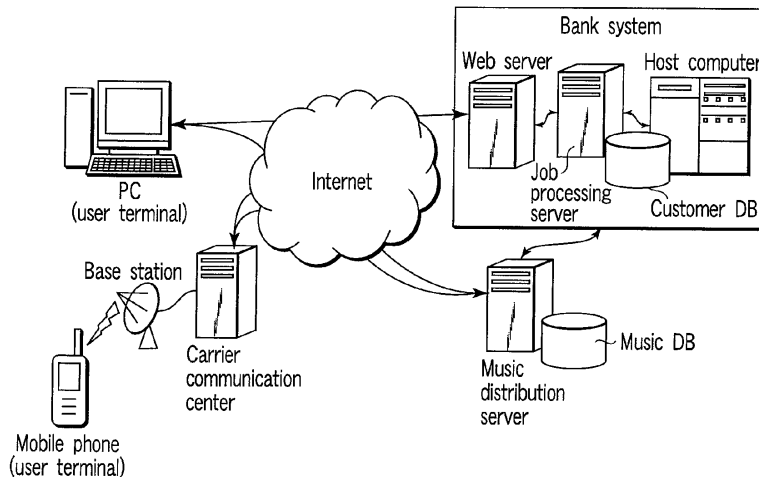 Bank system
Web server
Host computer
Job
processing
server
Customer DB
Internet
PC
(user terminal)
Base station
Carrier
communication
center
Mobile phone
(user terminal)
Music
distribution
server
Music DB